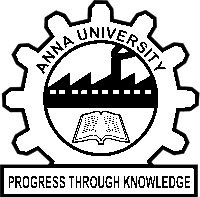 ANNA UNIVERSITY
PROGRESS THROUGH KNOWLEDGE